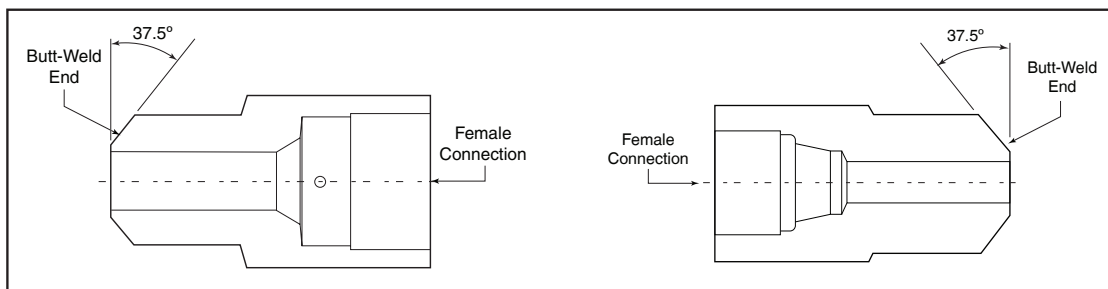 37.5º
Butt-Weld
End
Female
Connection
37.5º
Butt-Weld
End
Female
Connection